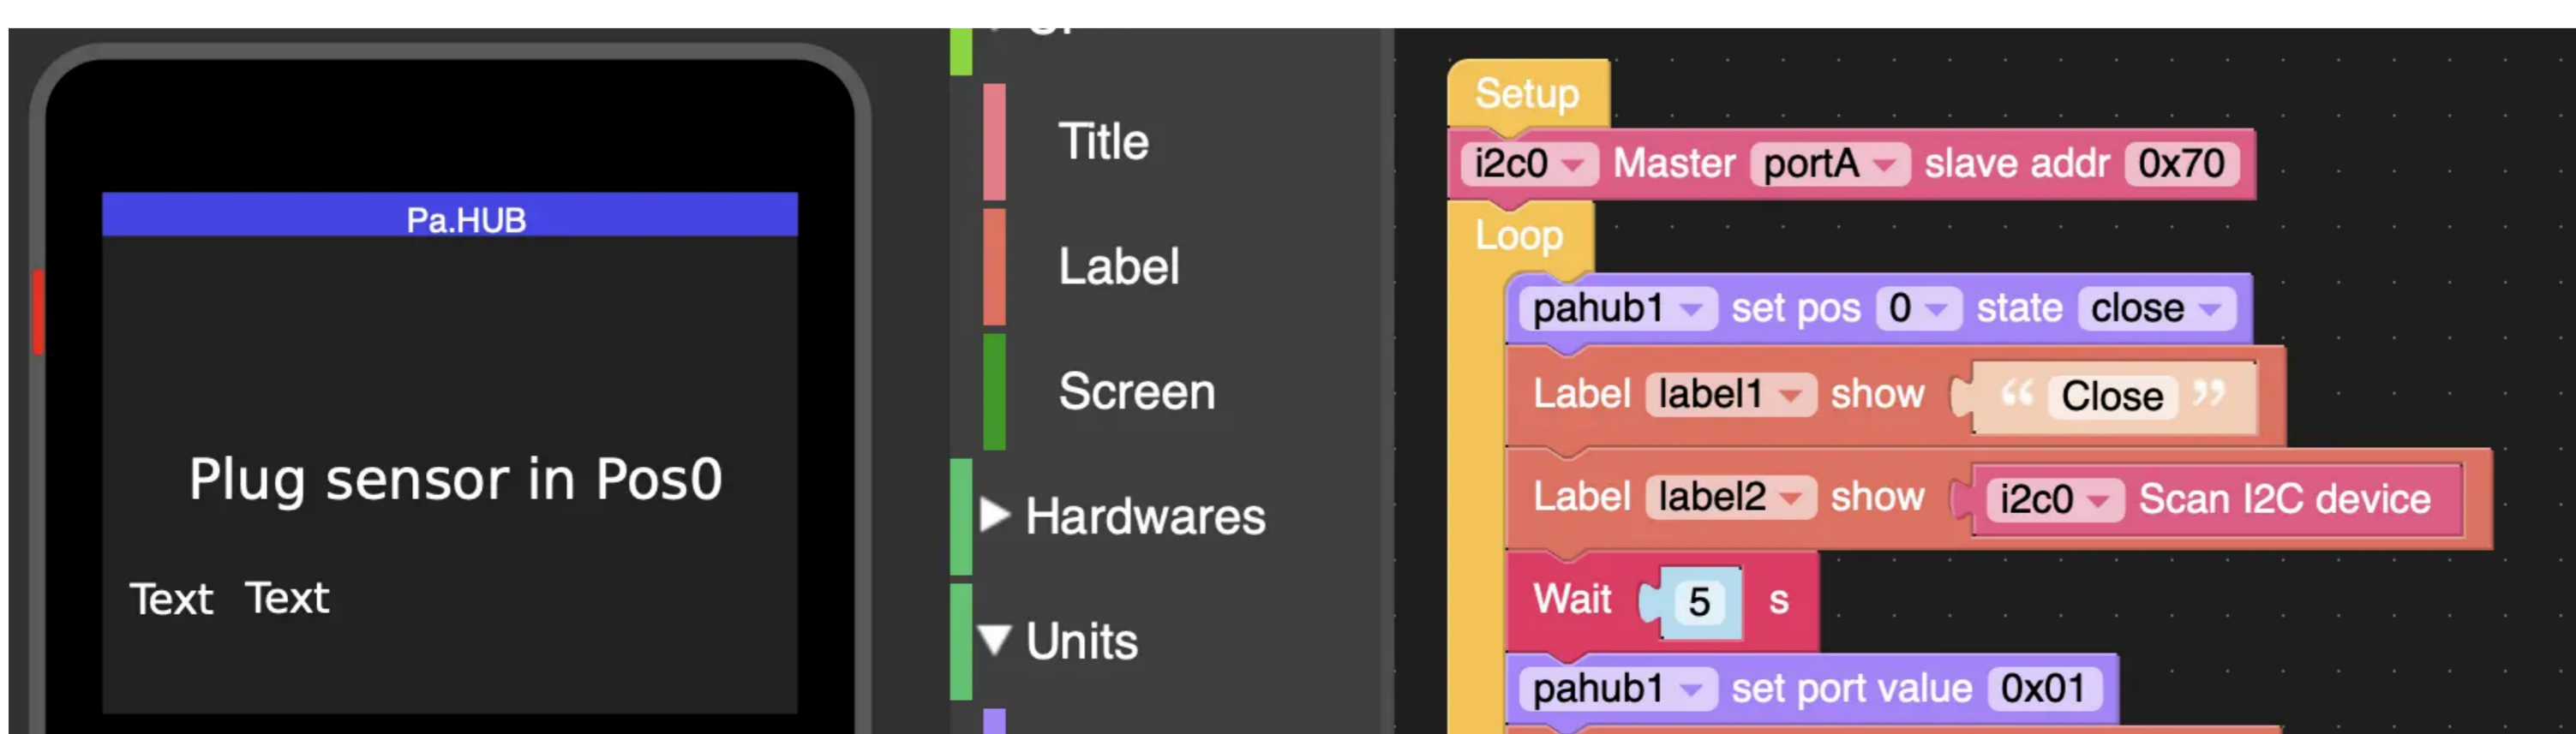 Pa.HUB
Plug sensor in Pos0
Text Text
Title
Label
Screen
Hardwares
Units
Setup
i2c0 Master portA slave addr 0x70
Loop
pahub1 set pos 0 state close
Label label1 show “ Close ”
Label label2 show i2c0 Scan I2C device
Wait 5 s
pahub1 set port value 0x01